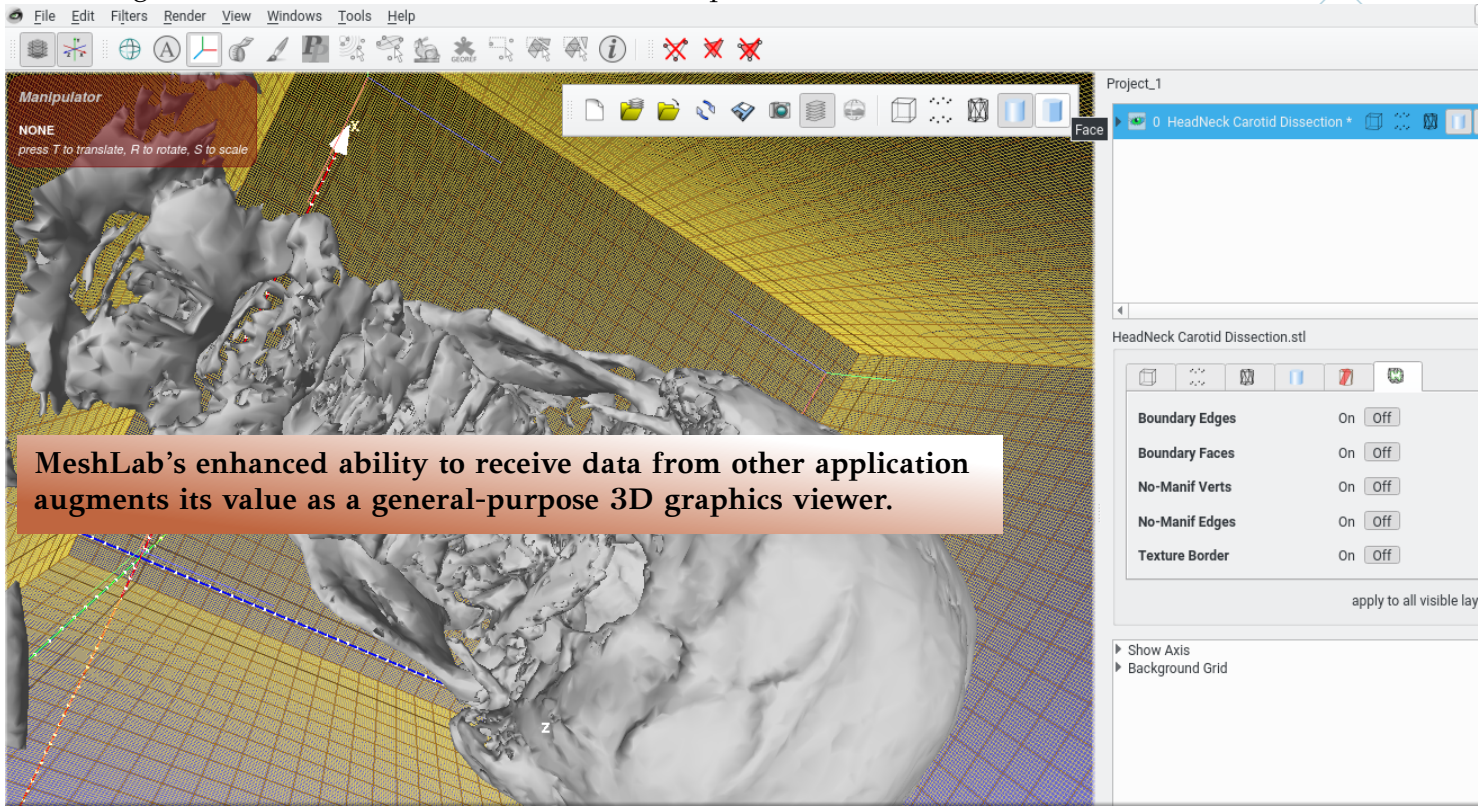 File Edit Filters Render View Windows Tools Help
A
GEOREF
i
Project_1
Manipulator
NONE
press T to translate, R to rotate, S to scale
X
Face
0 HeadNeck Carotid Dissection *
HeadNeck Carotid Dissection.stl
Boundary Edges On Off
Boundary Faces On Off
No-Manif Verts On Off
No-Manif Edges On Off
Texture Border On Off
apply to all visible lay
MeshLab’s enhanced ability to receive data from other application
augments its value as a general-purpose 3D graphics viewer.
Show Axis
Background Grid
Z